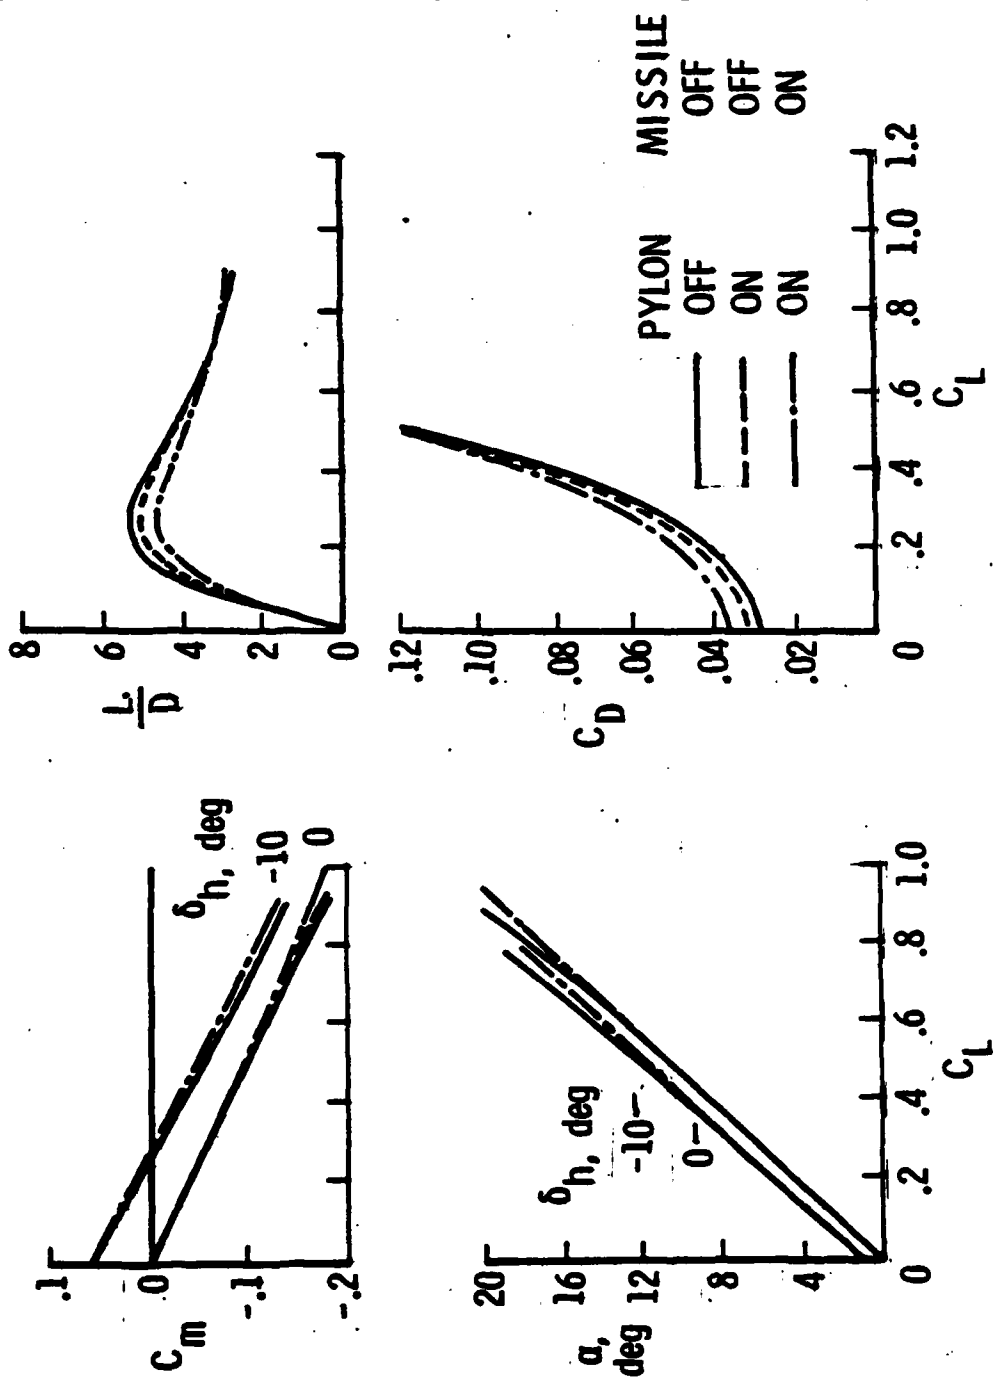 .1
0
-.1
-.2
C_m
δ_h, deg
-10
0
20
16
12
8
4
0
α,
deg
δ_h, deg
-10
0
.2
.4
.6
.8
1.0
C_L
8
6
4
2
0
L
D
.12
.10
.08
.06
.04
.02
0
C_D
.2
.4
.6
.8
1.0
1.2
C_L
PYLON MISSILE
OFF OFF
ON OFF
ON ON